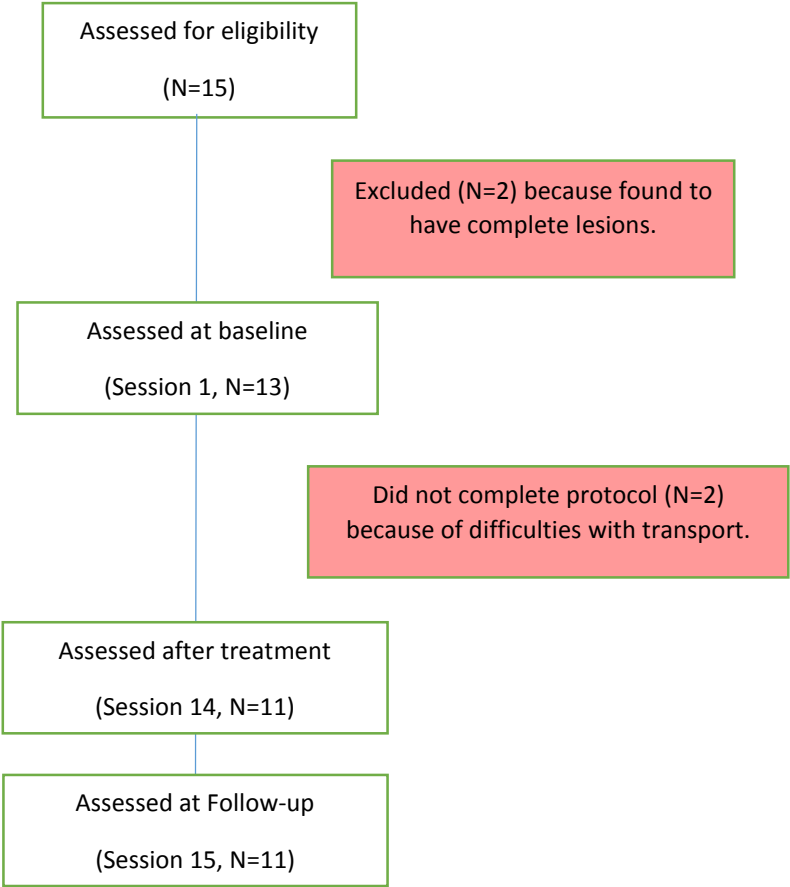 Assessed for eligibility
(N=15)
Excluded (N=2) because found to
have complete lesions.
Assessed at baseline
(Session 1, N=13)
Did not complete protocol (N=2)
because of difficulties with transport.
Assessed after treatment
(Session 14, N=11)
Assessed at Follow-up
(Session 15, N=11)